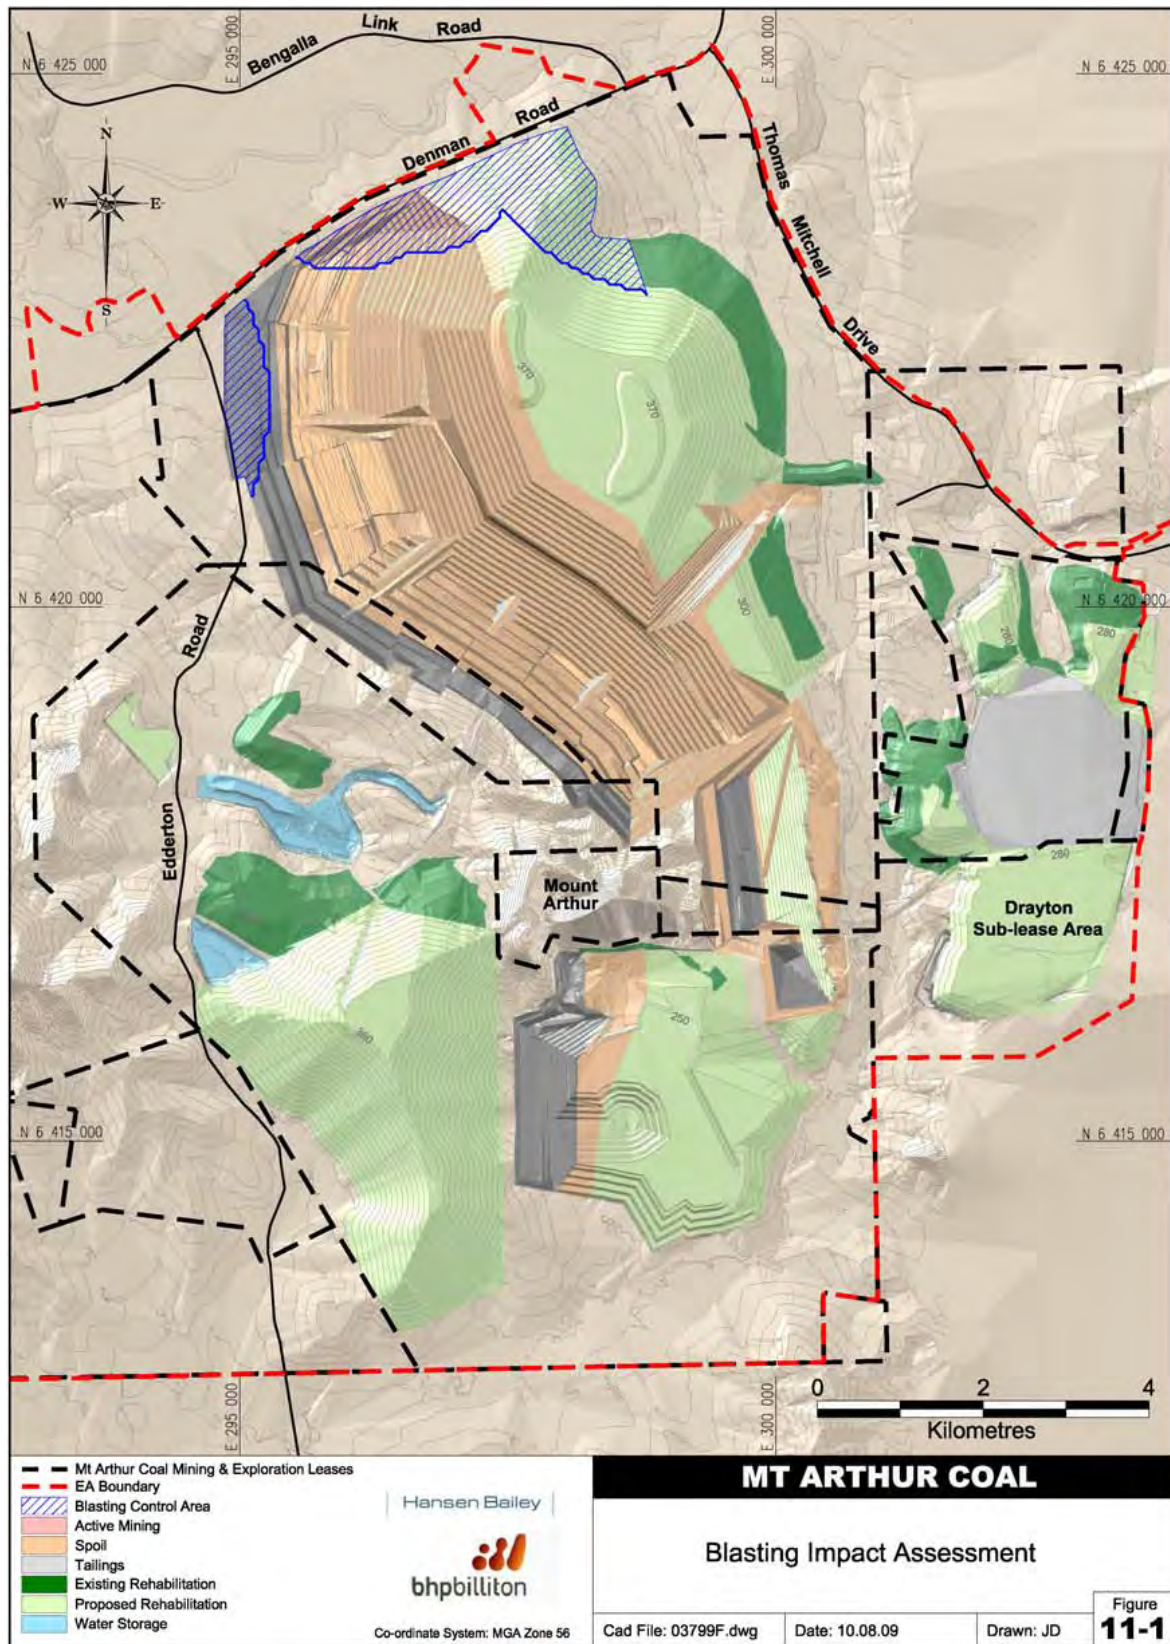 Bengalla Link Road
E 295 000
E 300 000
N 6 425 000
N 6 425 000
Denman Road
Thomas Mitchell Drive
N
W
E
S
370
370
N 6 420 000
N 6 420 000
300
280
280
Edderton Road
280
Mount
Arthur
Drayton
Sub-lease Area
250
360
N 6 415 000
N 6 415 000
E 295 000
E 300 000
0 2 4
Kilometres
Mt Arthur Coal Mining & Exploration Leases
EA Boundary
Blasting Control Area
Active Mining
Spoil
Tailings
Existing Rehabilitation
Proposed Rehabilitation
Water Storage
Hansen Bailey
bhpbilliton
Co-ordinate System: MGA Zone 56
MT ARTHUR COAL
Blasting Impact Assessment
Cad File: 03799F.dwg
Date: 10.08.09
Drawn: JD
Figure
11-1